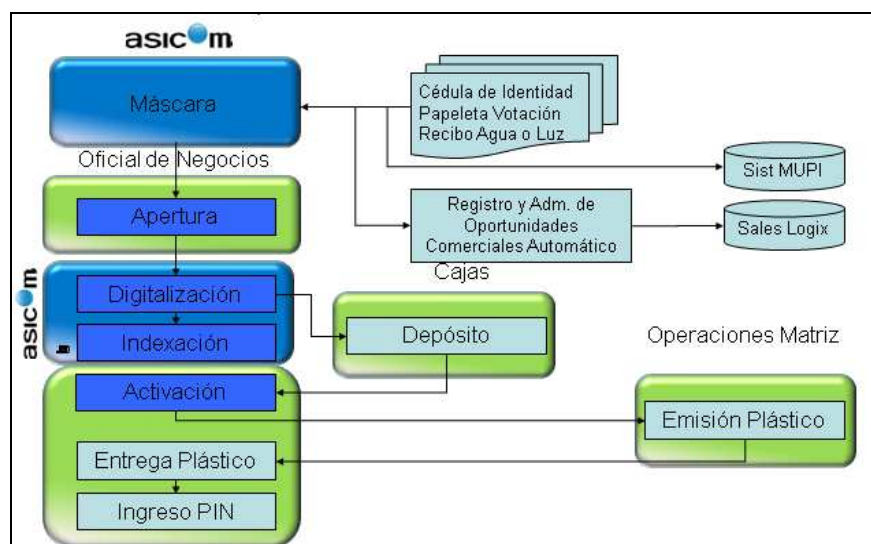 asicom
Máscara
Cédula de Identidad
Papeleta Votación
Recibo Agua o Luz
Oficial de Negocios
Sist MUPI
Apertura
Registro y Adm. de
Oportunidades
Comerciales Automático
Sales Logix
Cajas
asicom
Digitalización
Indexación
Depósito
Operaciones Matriz
Activación
Emisión Plástico
Entrega Plástico
Ingreso PIN